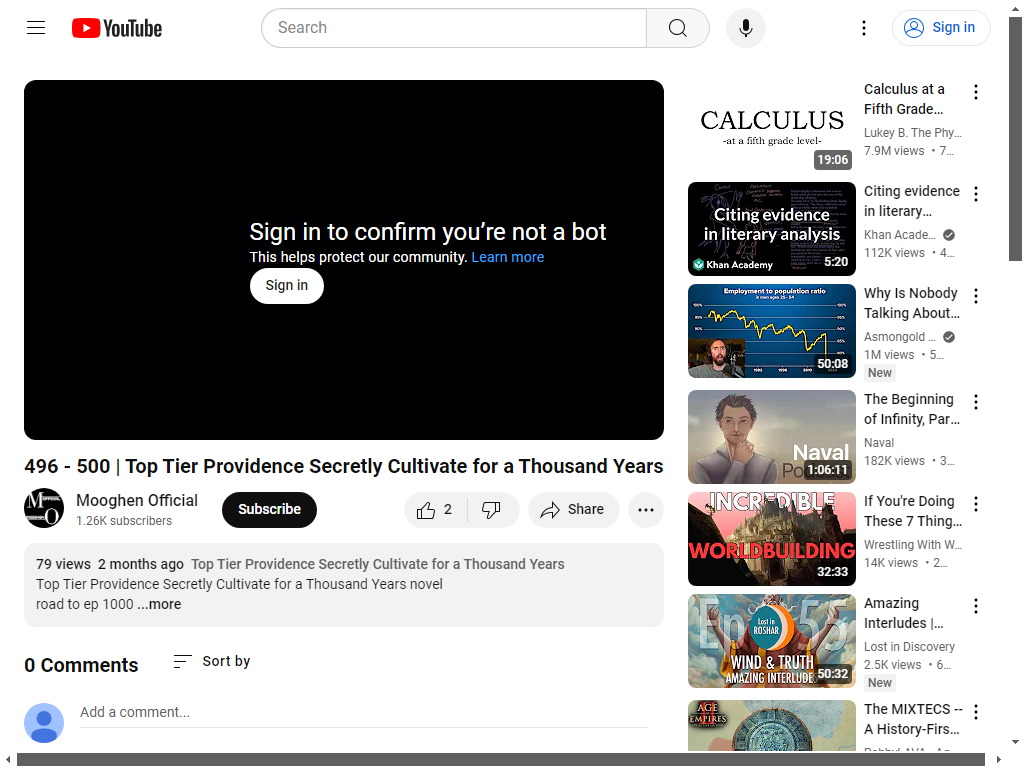 YouTube
Search
Sign in
Sign in to confirm you’re not a bot
This helps protect our community. Learn more
Sign in
496 - 500 | Top Tier Providence Secretly Cultivate for a Thousand Years
Mooghen Official
1.26K subscribers
Subscribe
2
Share
79 views 2 months ago Top Tier Providence Secretly Cultivate for a Thousand Years
Top Tier Providence Secretly Cultivate for a Thousand Years novel
road to ep 1000 ...more
0 Comments
Sort by
Add a comment...
CALCULUS
-at a fifth grade level-
19:06
Calculus at a
Fifth Grade...
Lukey B. The Phy...
7.9M views • 7...
Citing evidence
in literary analysis
Khan Academy
5:20
Citing evidence
in literary...
Khan Acade...
112K views • 4...
Employment to population ratio
in men ages 25 - 54
50:08
Why Is Nobody
Talking About...
Asmongold ...
1M views • 5...
New
Naval
1:06:11
The Beginning
of Infinity, Par...
Naval
182K views • 3...
INCREDIBLE
WORLDBUILDING
32:33
If You're Doing
These 7 Thing...
Wrestling With W...
14K views • 2...
Ep 55
Lost in
ROSHAR
WIND & TRUTH
AMAZING INTERLUDE
50:32
Amazing
Interludes |...
Lost in Discovery
2.5K views • 6...
New
AGE
EMPIRES
The MIXTECS --
A History-Firs...